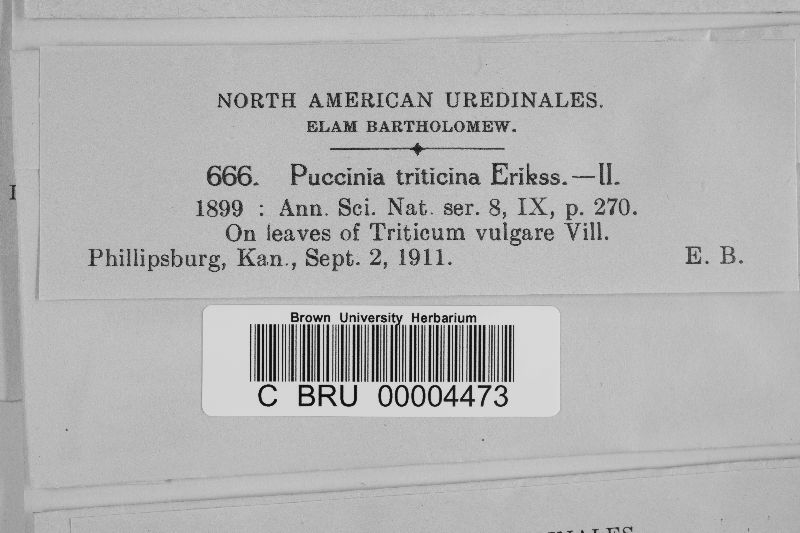 NORTH AMERICAN UREDINALES.
ELAM BARTHOLOMEW.
666. Puccinia triticina Erikss.—II.
1899 : Ann. Sci. Nat. ser. 8, IX, p. 270.
On leaves of Triticum vulgare Vill.
Phillipsburg, Kan., Sept. 2, 1911. E. B.
Brown University Herbarium
C BRU 00004473